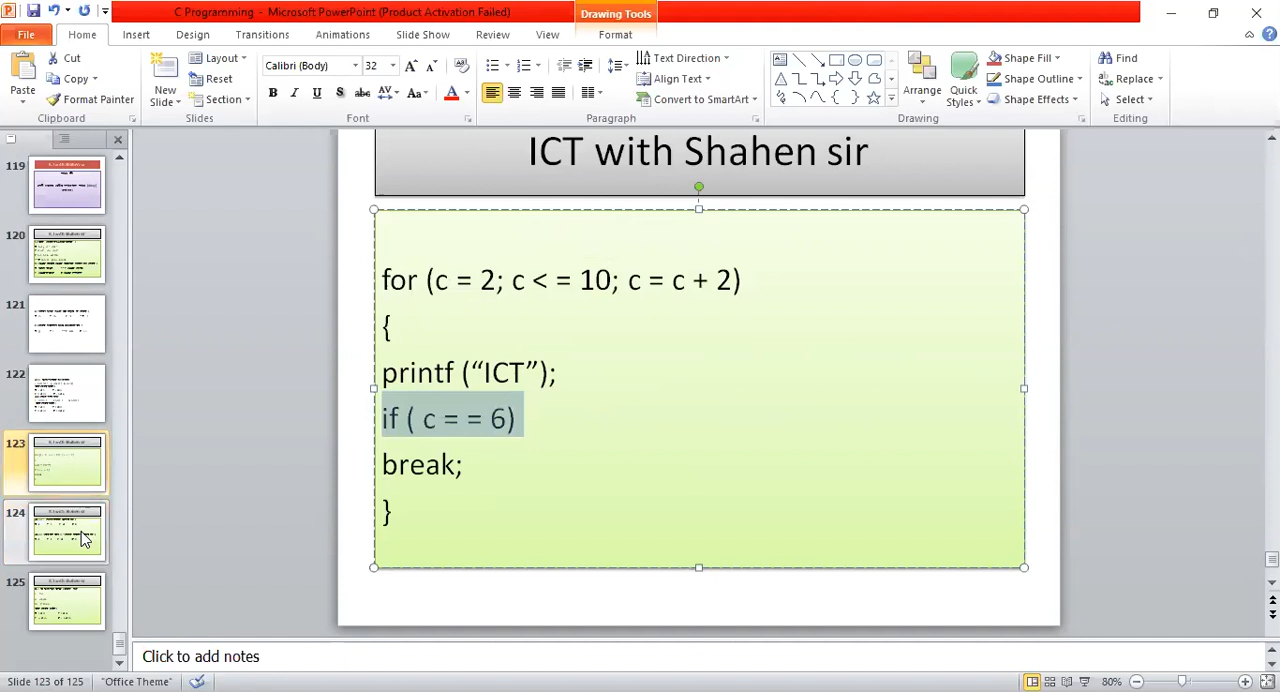 C Programming - Microsoft PowerPoint (Product Activation Failed)
Drawing Tools
File Home Insert Design Transitions Animations Slide Show Review View Format
Paste
Cut
Copy
Format Painter
Clipboard
New Slide
Layout
Reset
Section
Slides
Calibri (Body) 32
B I U S abc AV Aa A
Font
Text Direction
Align Text
Convert to SmartArt
Paragraph
Arrange
Quick Styles
Shape Fill
Shape Outline
Shape Effects
Drawing
Find
Replace
Select
Editing
119
120
121
122
123
124
125
ICT with Shahen sir
for (c = 2; c < = 10; c = c + 2)
{
printf (“ICT”);
if ( c = = 6)
break;
}
Click to add notes
Slide 123 of 125 "Office Theme" 80%